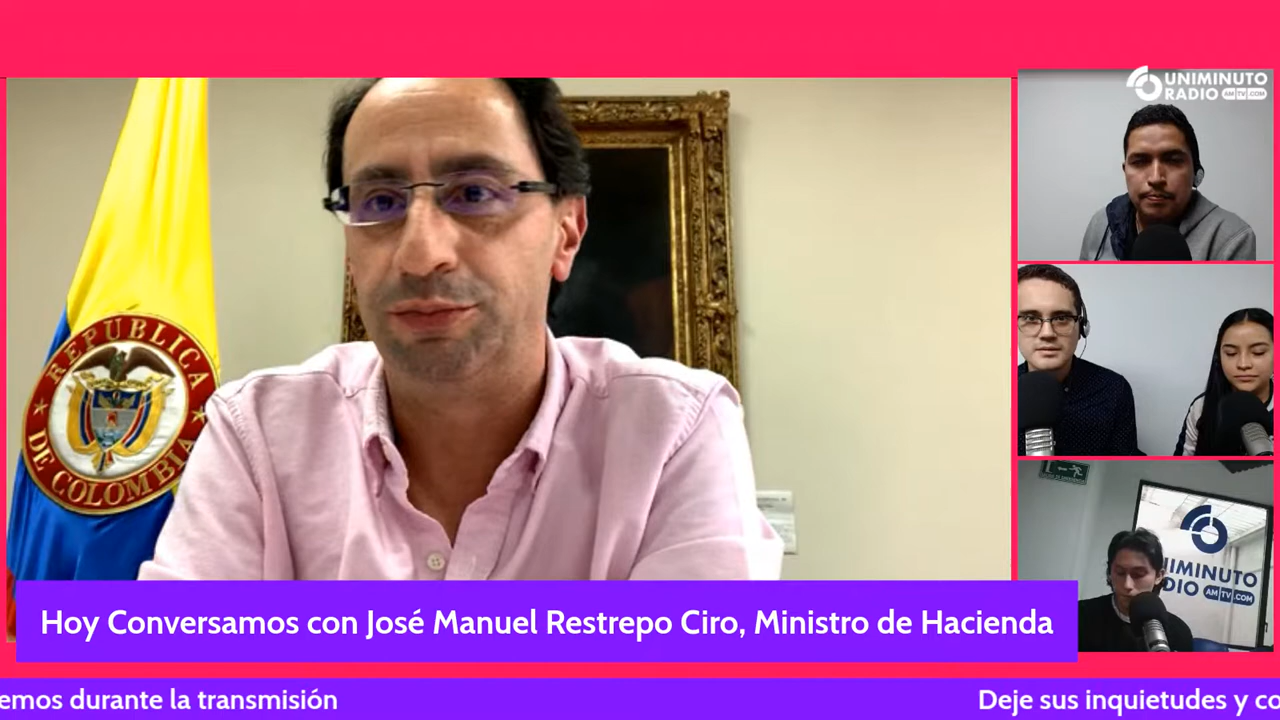 UNIMINUTO
RADIO AM TV .COM
REPÚBLICA
DE COLOMBIA
UNIMINUTO
RADIO AM TV .COM
Hoy Conversamos con José Manuel Restrepo Ciro, Ministro de Hacienda
emos durante la transmisión
Deje sus inquietudes y co